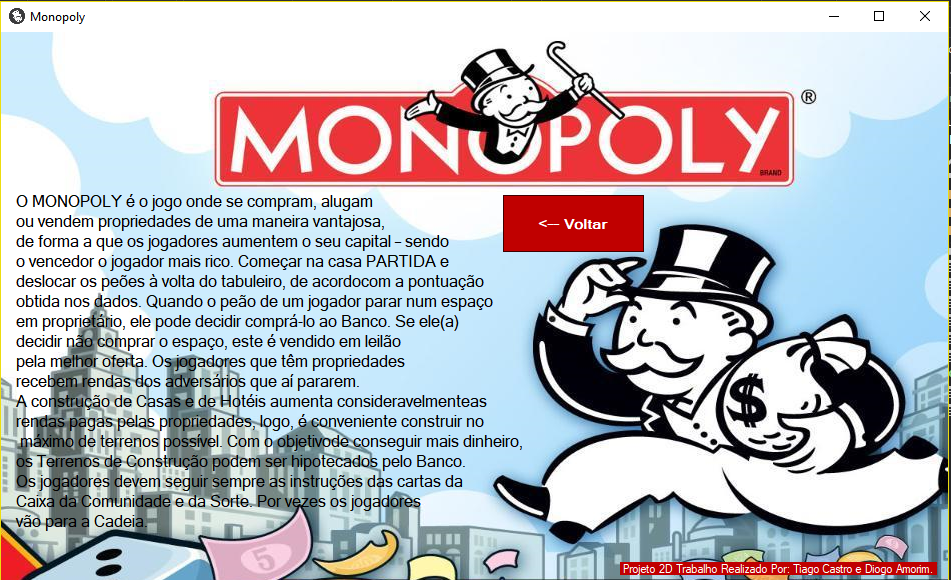 Monopoly
MONOPOLY ®
BRAND
O MONOPOLY é o jogo onde se compram, alugam
ou vendem propriedades de uma maneira vantajosa,
de forma a que os jogadores aumentem o seu capital – sendo
o vencedor o jogador mais rico. Começar na casa PARTIDA e
deslocar os peões à volta do tabuleiro, de acordocom a pontuação
obtida nos dados. Quando o peão de um jogador parar num espaço
em proprietário, ele pode decidir comprá-lo ao Banco. Se ele(a)
decidir não comprar o espaço, este é vendido em leilão
pela melhor oferta. Os jogadores que têm propriedades
recebem rendas dos adversários que aí pararem.
A construção de Casas e de Hotéis aumenta consideravelmenteas
rendas pagas pelas propriedades, logo, é conveniente construir no
máximo de terrenos possível. Com o objetivode conseguir mais dinheiro,
os Terrenos de Construção podem ser hipotecados pelo Banco.
Os jogadores devem seguir sempre as instruções das cartas da
Caixa da Comunidade e da Sorte. Por vezes os jogadores
vão para a Cadeia.
<--- Voltar
$
5
Projeto 2D Trabalho Realizado Por: Tiago Castro e Diogo Amorim.